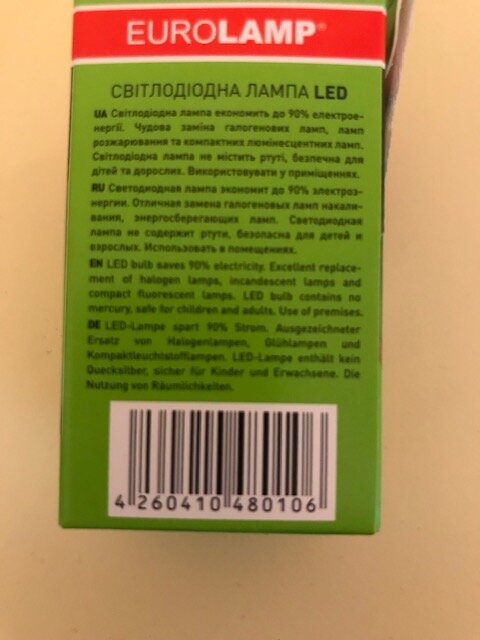 EUROLAMP®
СВІТЛОДІОДНА ЛАМПА LED
UA Світлодіодна лампа економить до 90% електрое-
нергії. Чудова заміна галогенових ламп, ламп
розжарювання та компактних люмінесцентних ламп.
Світлодіодна лампа не містить ртуті, безпечна для
дітей та дорослих. Використовувати у приміщеннях.
RU Светодиодная лампа экономит до 90% электроэ-
нергии. Отличная замена галогеновых ламп накали-
вания, энергосберегающих ламп. Светодиодная
лампа не содержит ртути, безопасна для детей и
взрослых. Использовать в помещениях.
EN LED bulb saves 90% electricity. Excellent replace-
ment of halogen lamps, incandescent lamps and
compact fluorescent lamps. LED bulb contains no
mercury, safe for children and adults. Use of premises.
DE LED-Lampe spart 90% Strom. Ausgezeichneter
Ersatz von Halogenlampen, Glühlampen und
Kompaktleuchtstofflampen. LED-Lampe enthält kein
Quecksilber, sicher für Kinder und Erwachsene. Die
Nutzung von Räumlichkeiten.
4 260410 480106